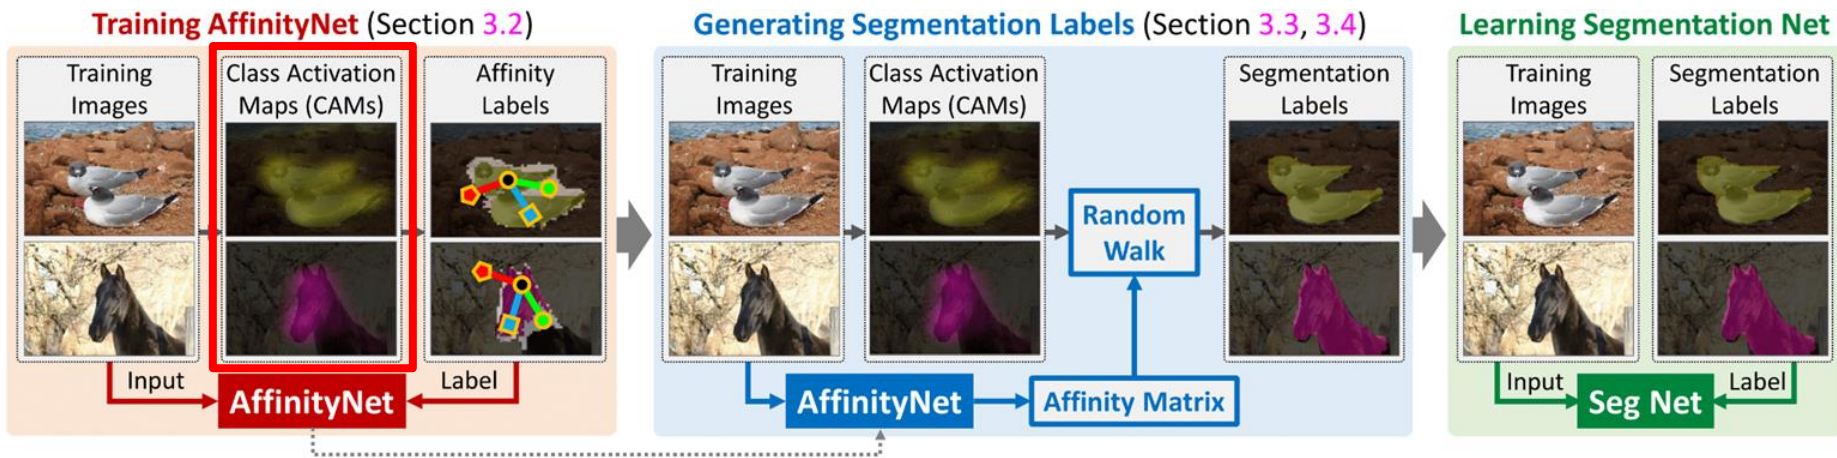 Training AffinityNet (Section 3.2)
Training
Images
Class Activation
Maps (CAMs)
Affinity
Labels
Input
Label
AffinityNet
Generating Segmentation Labels (Section 3.3, 3.4)
Training
Images
Class Activation
Maps (CAMs)
Segmentation
Labels
Random
Walk
AffinityNet
Affinity Matrix
Learning Segmentation Net
Training
Images
Segmentation
Labels
Input
Label
Seg Net